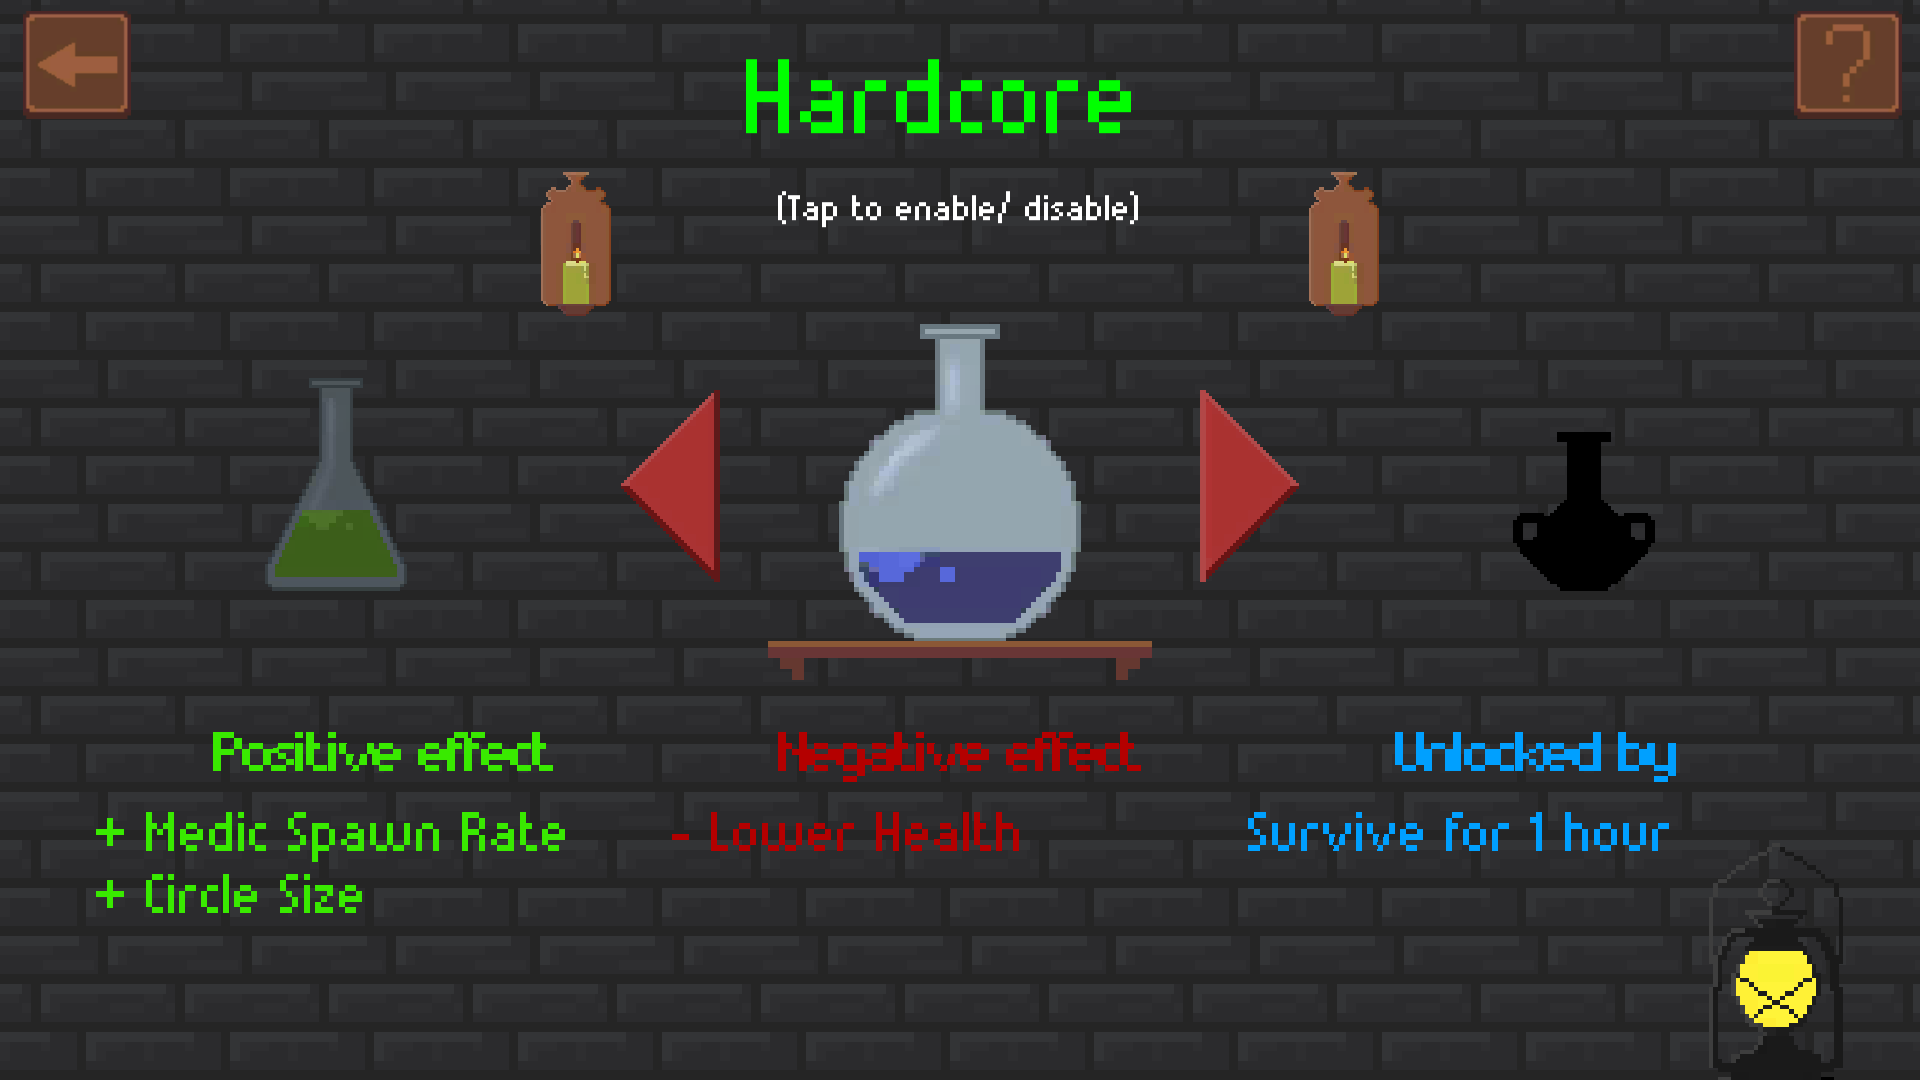 ?
Hardcore
(Tap to enable/ disable)
Positive effect
+ Medic Spawn Rate
+ Circle Size
Negative effect
- Lower Health
Unlocked by
Survive for 1 hour